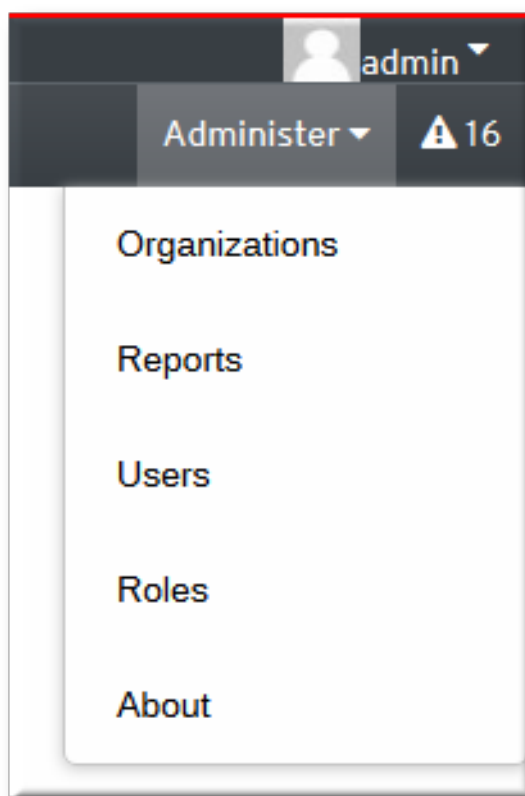 admin
Administer 16
Organizations
Reports
Users
Roles
About